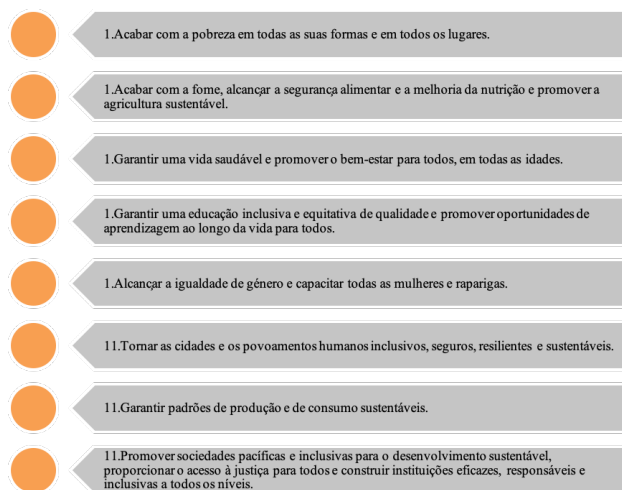 1.Acabar com a pobreza em todas as suas formas e em todos os lugares.
1.Acabar com a fome, alcançar a segurança alimentar e a melhoria da nutrição e promover a
agricultura sustentável.
1.Garantir uma vida saudável e promover o bem-estar para todos, em todas as idades.
1.Garantir uma educação inclusiva e equitativa de qualidade e promover oportunidades de
aprendizagem ao longo da vida para todos.
1.Alcançar a igualdade de género e capacitar todas as mulheres e raparigas.
11.Tornar as cidades e os povoamentos humanos inclusivos, seguros, resilientes e sustentáveis.
11.Garantir padrões de produção e de consumo sustentáveis.
11.Promover sociedades pacíficas e inclusivas para o desenvolvimento sustentável,
proporcionar o acesso à justiça para todos e construir instituições eficazes, responsáveis e
inclusivas a todos os níveis.